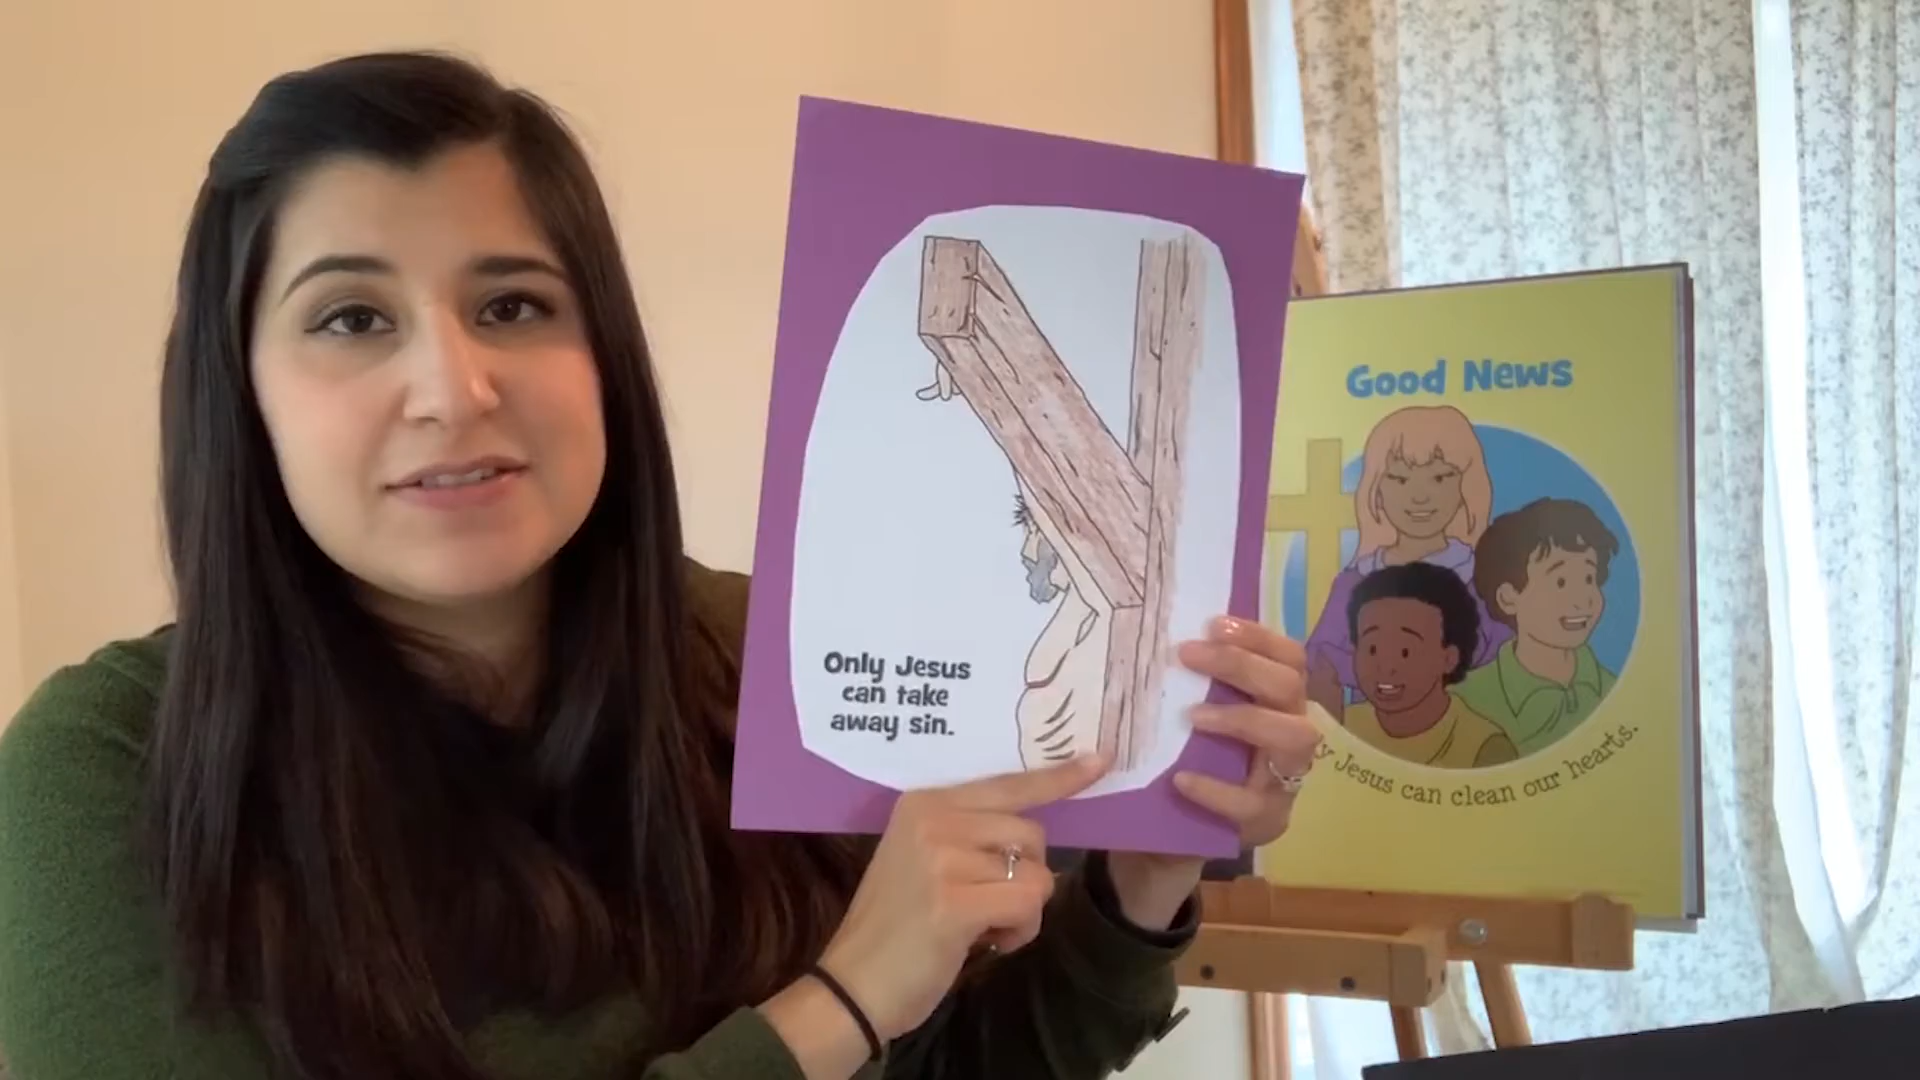 Only Jesus
can take
away sin.
Good News
Jesus can clean our hearts.